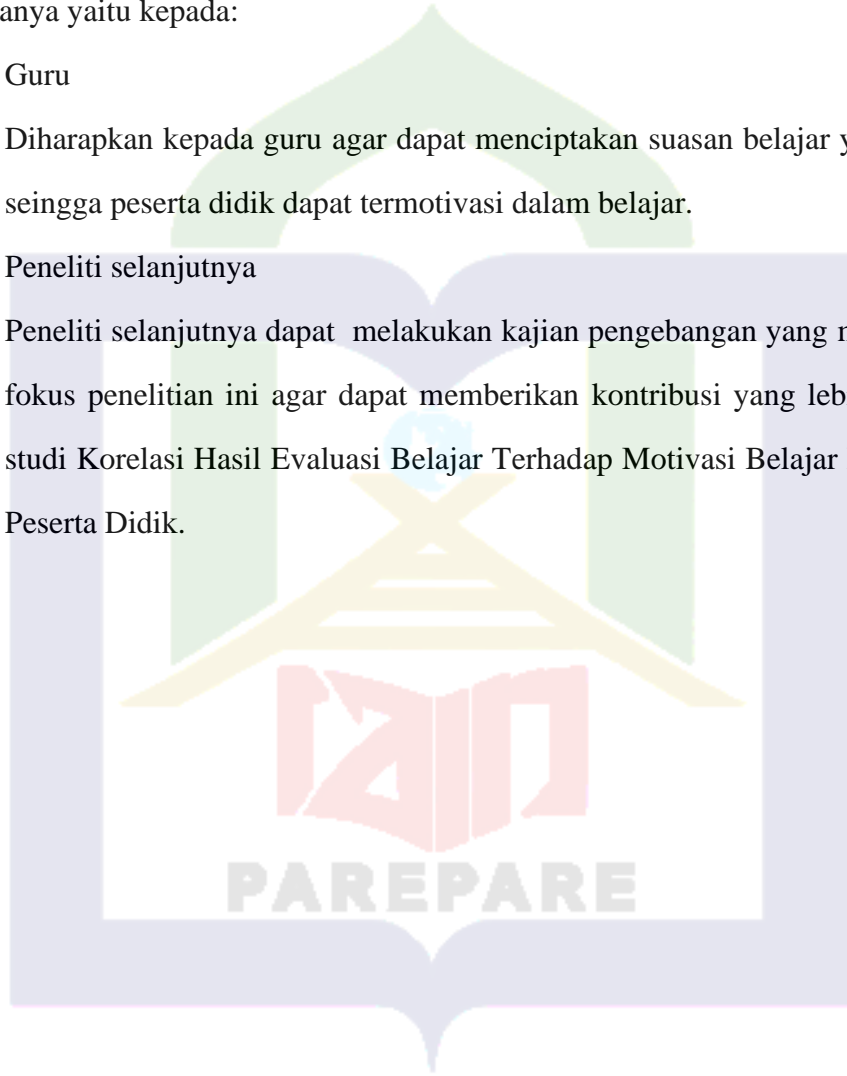 anya yaitu kepada:
Guru
Diharapkan kepada guru agar dapat menciptakan suasan belajar
seingga peserta didik dapat termotivasi dalam belajar.
Peneliti selanjutnya
Peneliti selanjutnya dapat melakukan kajian pengebangan yang
fokus penelitian ini agar dapat memberikan kontribusi yang leb
studi Korelasi Hasil Evaluasi Belajar Terhadap Motivasi Belajar
Peserta Didik.
iain
PAREPARE